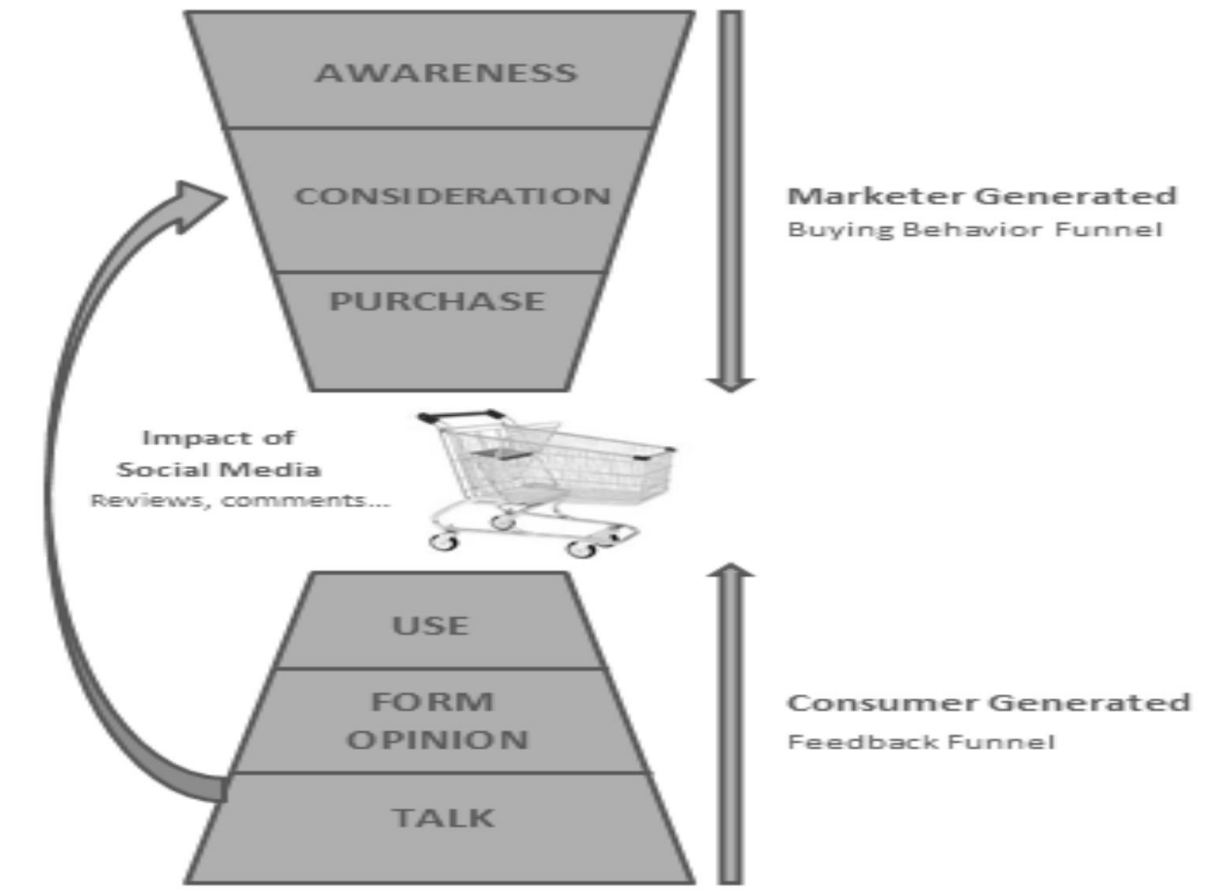 AWARENESS
CONSIDERATION
PURCHASE
Marketer Generated
Buying Behavior Funnel
Impact of
Social Media
Reviews, comments...
USE
FORM
OPINION
TALK
Consumer Generated
Feedback Funnel